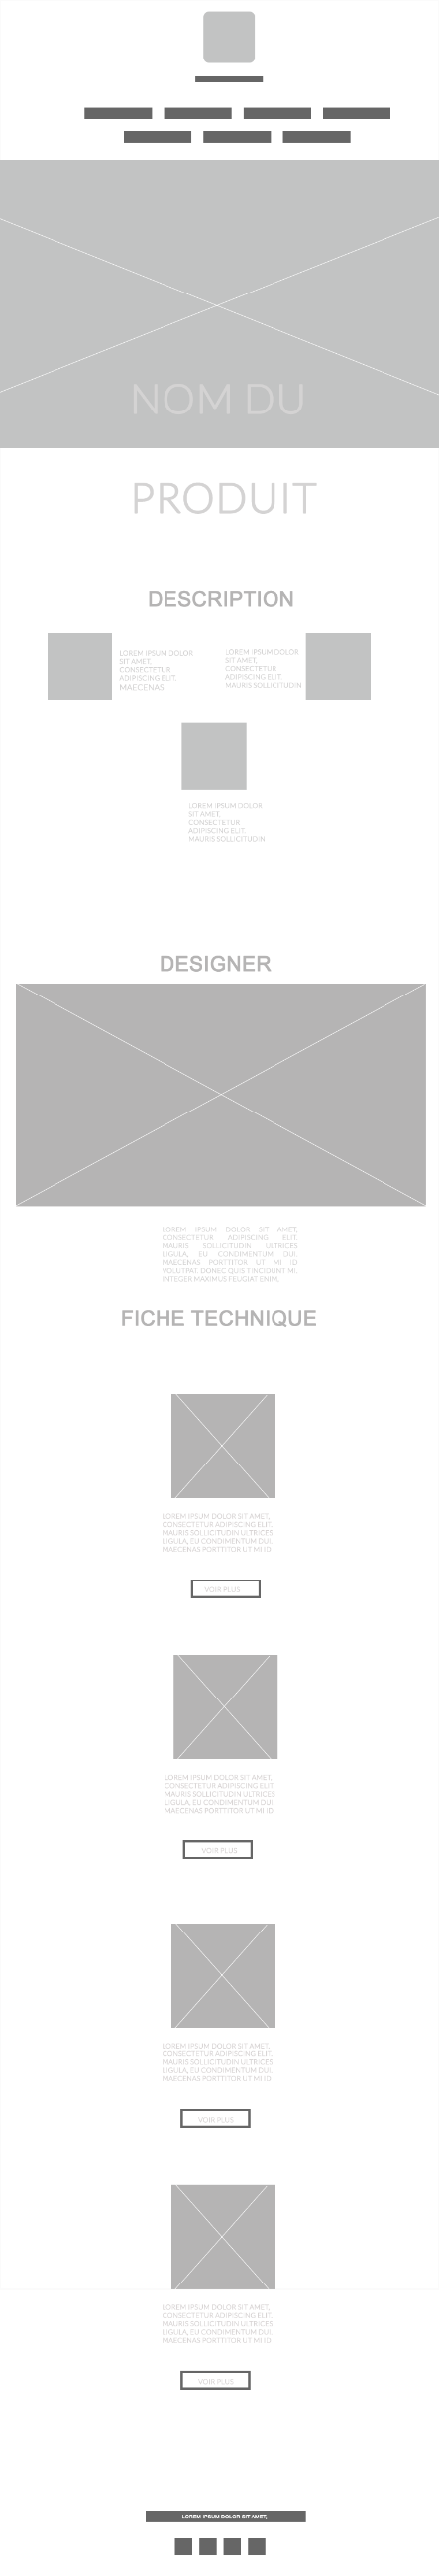 NOM DU
PRODUIT
DESCRIPTION
LOREM IPSUM DOLOR
SIT AMET,
CONSECTETUR
ADIPISCING ELIT.
MAECENAS
LOREM IPSUM DOLOR
SIT AMET,
CONSECTETUR
ADIPISCING ELIT.
MAURIS SOLLICITUDIN
LOREM IPSUM DOLOR
SIT AMET,
CONSECTETUR
ADIPISCING ELIT.
MAURIS SOLLICITUDIN
DESIGNER
LOREM IPSUM DOLOR SIT AMET,
CONSECTETUR ADIPISCING ELIT.
MAURIS SOLLICITUDIN ULTRICES
LIGULA, EU CONDIMENTUM DUI.
MAECENAS PORTTITOR UT MI ID
VOLUTPAT. DONEC QUIS TINCIDUNT MI.
INTEGER MAXIMUS FEUGIAT ENIM,
FICHE TECHNIQUE
LOREM IPSUM DOLOR SIT AMET,
CONSECTETUR ADIPISCING ELIT.
MAURIS SOLLICITUDIN ULTRICES
LIGULA, EU CONDIMENTUM DUI.
MAECENAS PORTTITOR UT MI ID
VOIR PLUS
LOREM IPSUM DOLOR SIT AMET,
CONSECTETUR ADIPISCING ELIT.
MAURIS SOLLICITUDIN ULTRICES
LIGULA, EU CONDIMENTUM DUI.
MAECENAS PORTTITOR UT MI ID
VOIR PLUS
LOREM IPSUM DOLOR SIT AMET,
CONSECTETUR ADIPISCING ELIT.
MAURIS SOLLICITUDIN ULTRICES
LIGULA, EU CONDIMENTUM DUI.
MAECENAS PORTTITOR UT MI ID
VOIR PLUS
LOREM IPSUM DOLOR SIT AMET,
CONSECTETUR ADIPISCING ELIT.
MAURIS SOLLICITUDIN ULTRICES
LIGULA, EU CONDIMENTUM DUI.
MAECENAS PORTTITOR UT MI ID
VOIR PLUS
LOREM IPSUM DOLOR SIT AMET,